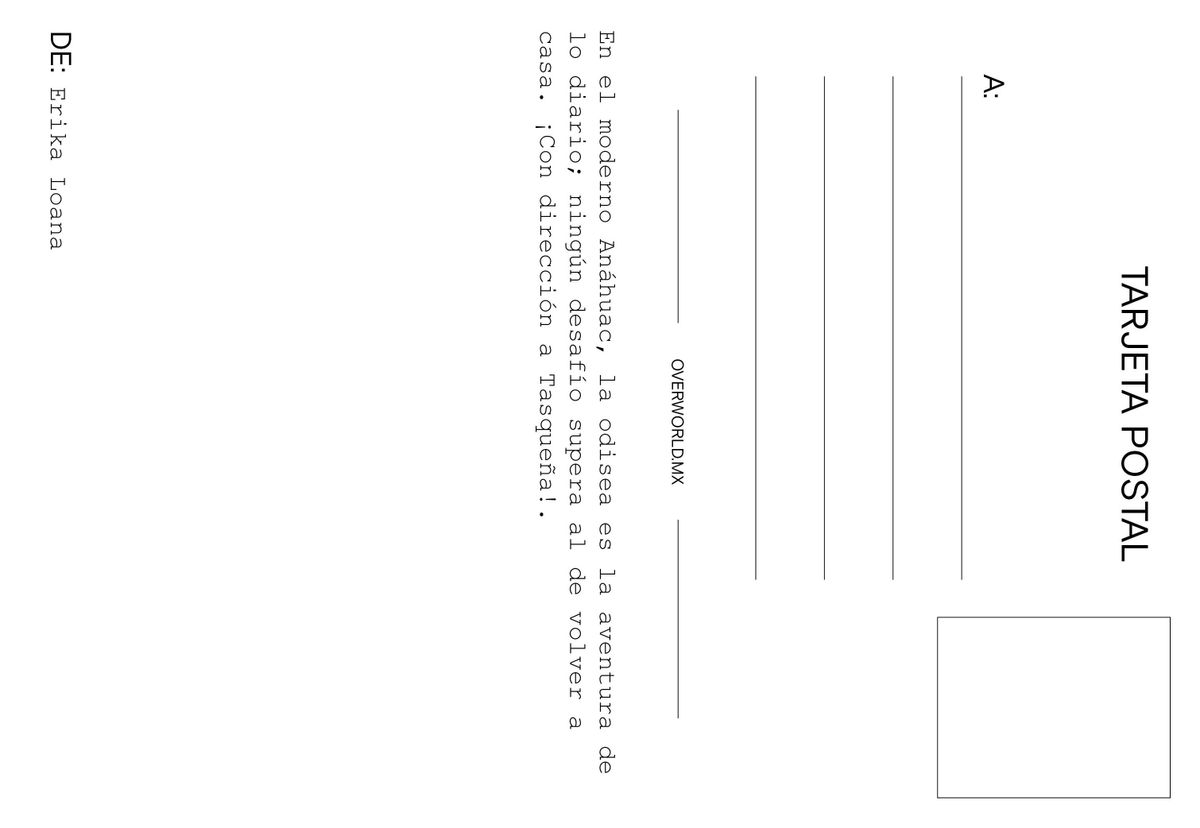 TARJETA POSTAL
A:
OVERWORLD.MX
En el moderno Anáhuac, la odisea es la aventura de
lo diario; ningún desafío supera al de volver a
casa. ¡Con dirección a Tasqueña!.
DE: Erika Loana